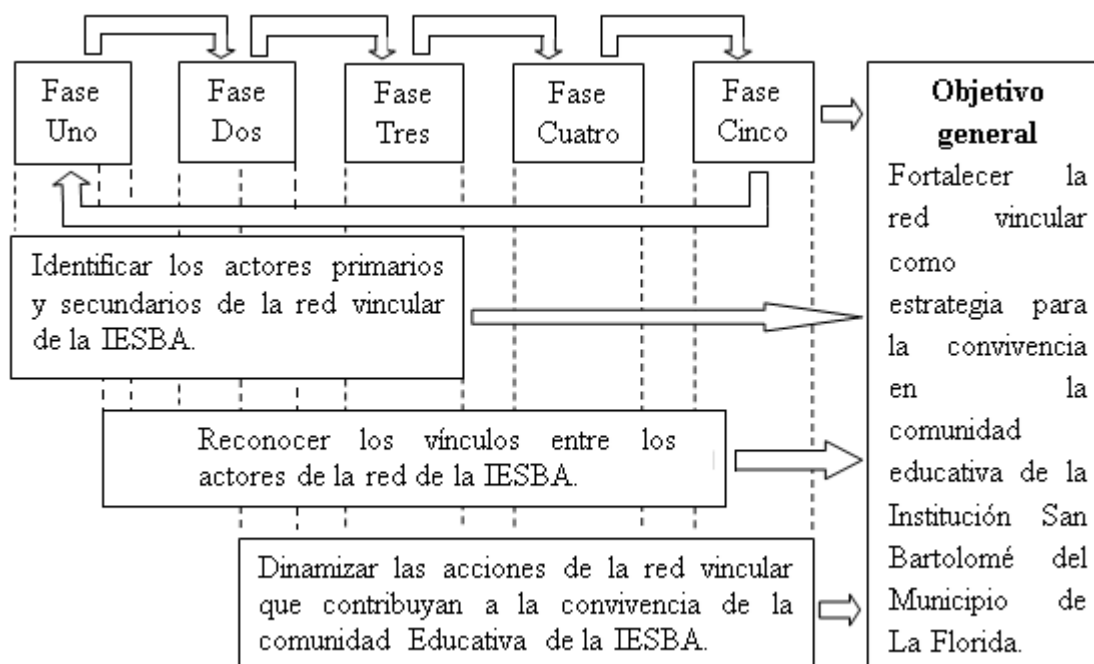 Fase
Uno
Fase
Dos
Fase
Tres
Fase
Cuatro
Fase
Cinco
Objetivo
general
Fortalecer la
red vincular
como
estrategia para
la convivencia
en la
comunidad
educativa de la
Institución San
Bartolomé del
Municipio de
La Florida.
Identificar los actores primarios
y secundarios de la red vincular
de la IESBA.
Reconocer los vínculos entre los
actores de la red de la IESBA.
Dinamizar las acciones de la red vincular
que contribuyan a la convivencia de la
comunidad Educativa de la IESBA.